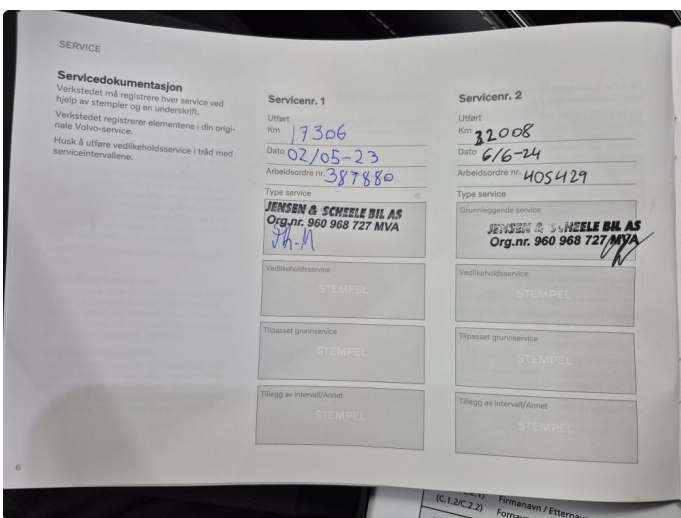 SERVICE
Servicedokumentasjon
Verkstedet må registrere hver service ved
hjelp av stempler og en underskrift.
Verkstedet registrerer elementene i din origi-
nale Volvo-service.
Husk å utføre vedlikeholdsservice i tråd med
serviceintervallene.
6
Servicenr. 1
Utført
Km 17306
Dato 02/05-23
Arbeidsordre nr. 387880
Type service
JENSEN & SCHEELE BIL AS
Org.nr. 960 968 727 MVA
Vedlikeholdsservice
STEMPEL
Tilpasset grunnservice
STEMPEL
Tillegg av intervall/Annet
STEMPEL
Servicenr. 2
Utført
Km 32008
Dato 6/6-24
Arbeidsordre nr. 405429
Type service
Grunnleggende service
JENSEN & SCHEELE BIL AS
Org.nr. 960 968 727 MVA
Vedlikeholdsservice
STEMPEL
Tilpasset grunnservice
STEMPEL
Tillegg av intervall/Annet
STEMPEL
(C.1.2/C.2.2)
Firmanavn / Etternavn